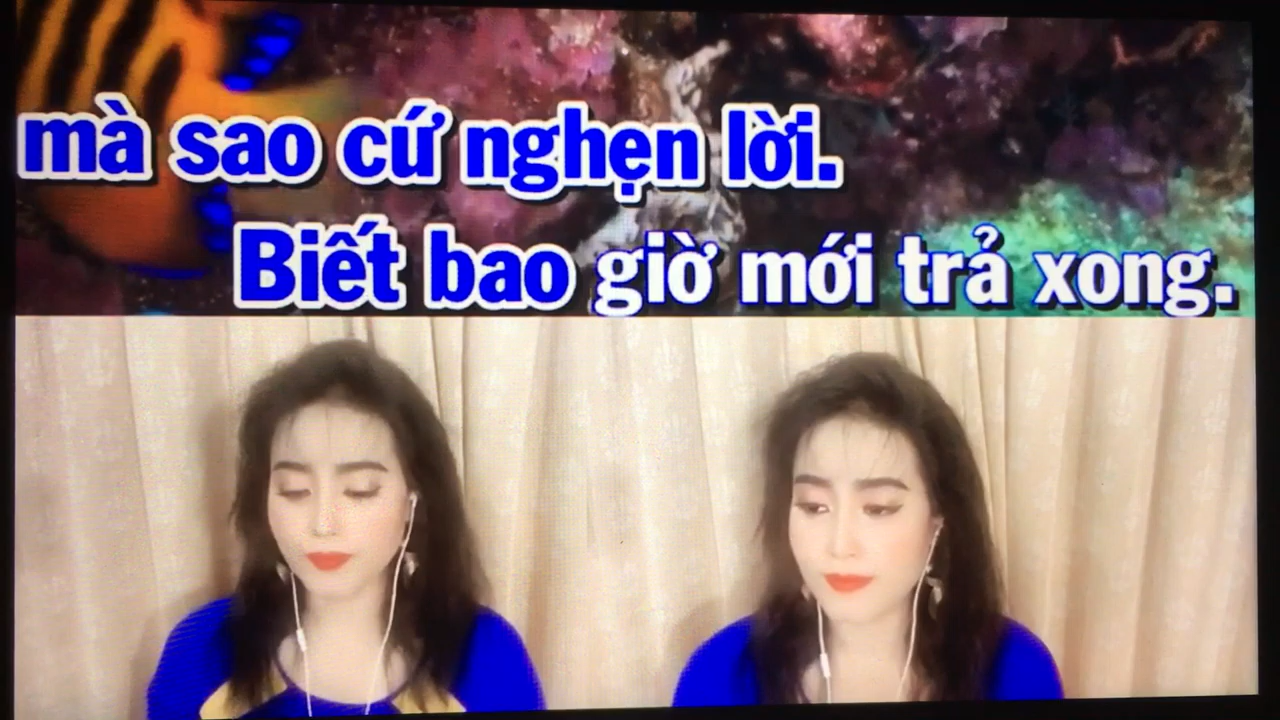 mà sao cứ nghẹn lời.
Biết bao giờ mới trả xong.